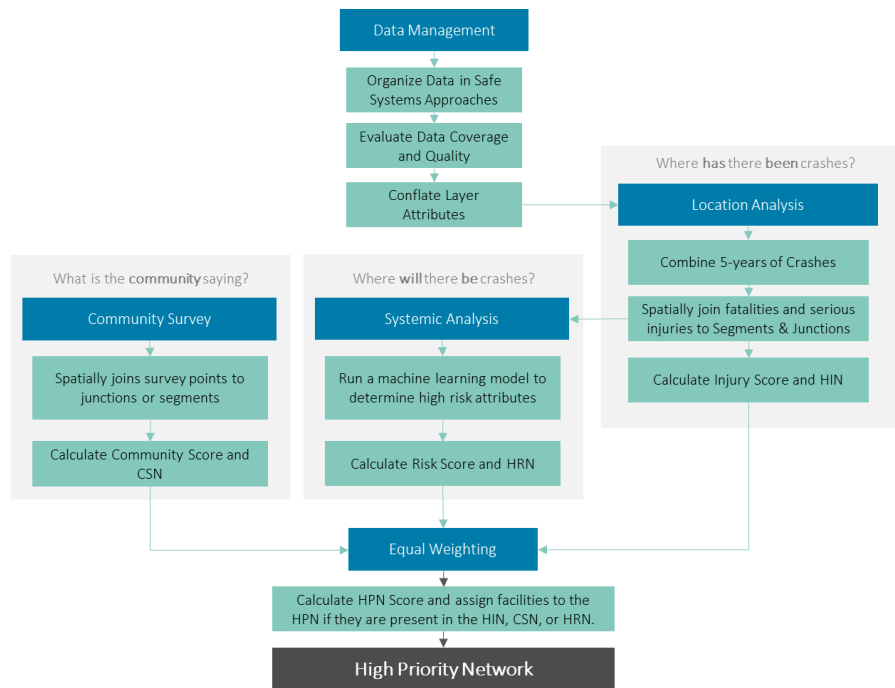 Data Management
Organize Data in Safe
Systems Approaches
Evaluate Data Coverage
and Quality
Conflate Layer
Attributes
Where has there been crashes?
Location Analysis
Combine 5-years of Crashes
Spatially join fatalities and serious
injuries to Segments & Junctions
Calculate Injury Score and HIN
What is the community saying?
Community Survey
Spatially joins survey points to
junctions or segments
Calculate Community Score and
CSN
Where will there be crashes?
Systemic Analysis
Run a machine learning model to
determine high risk attributes
Calculate Risk Score and HRN
Equal Weighting
Calculate HPN Score and assign facilities to the
HPN if they are present in the HIN, CSN, or HRN.
High Priority Network